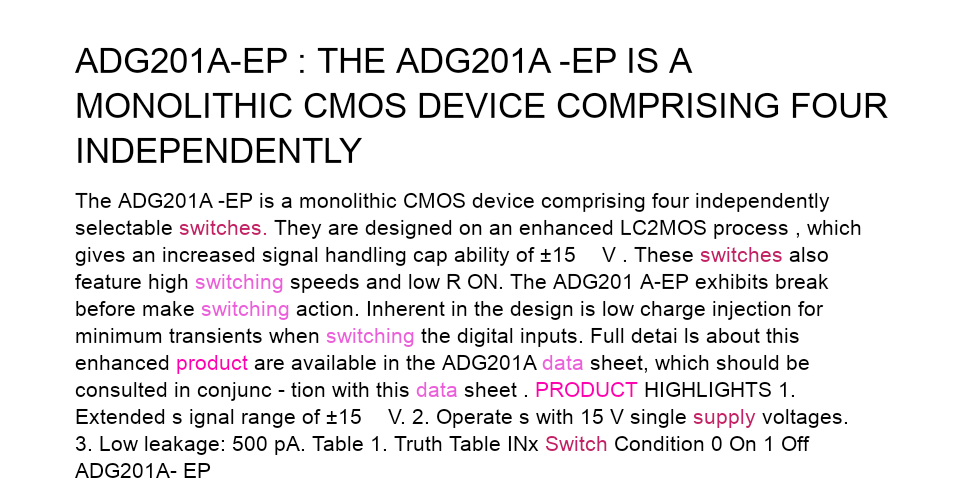 ADG201A-EP : THE ADG201A -EP IS A
MONOLITHIC CMOS DEVICE COMPRISING FOUR
INDEPENDENTLY
The ADG201A -EP is a monolithic CMOS device comprising four independently
selectable switches. They are designed on an enhanced LC2MOS process , which
gives an increased signal handling cap ability of ±15 V . These switches also
feature high switching speeds and low R ON. The ADG201 A-EP exhibits break
before make switching action. Inherent in the design is low charge injection for
minimum transients when switching the digital inputs. Full detai ls about this
enhanced product are available in the ADG201A data sheet, which should be
consulted in conjunc - tion with this data sheet . PRODUCT HIGHLIGHTS 1.
Extended s ignal range of ±15 V. 2. Operate s with 15 V single supply voltages.
3. Low leakage: 500 pA. Table 1. Truth Table INx Switch Condition 0 On 1 Off
ADG201A- EP